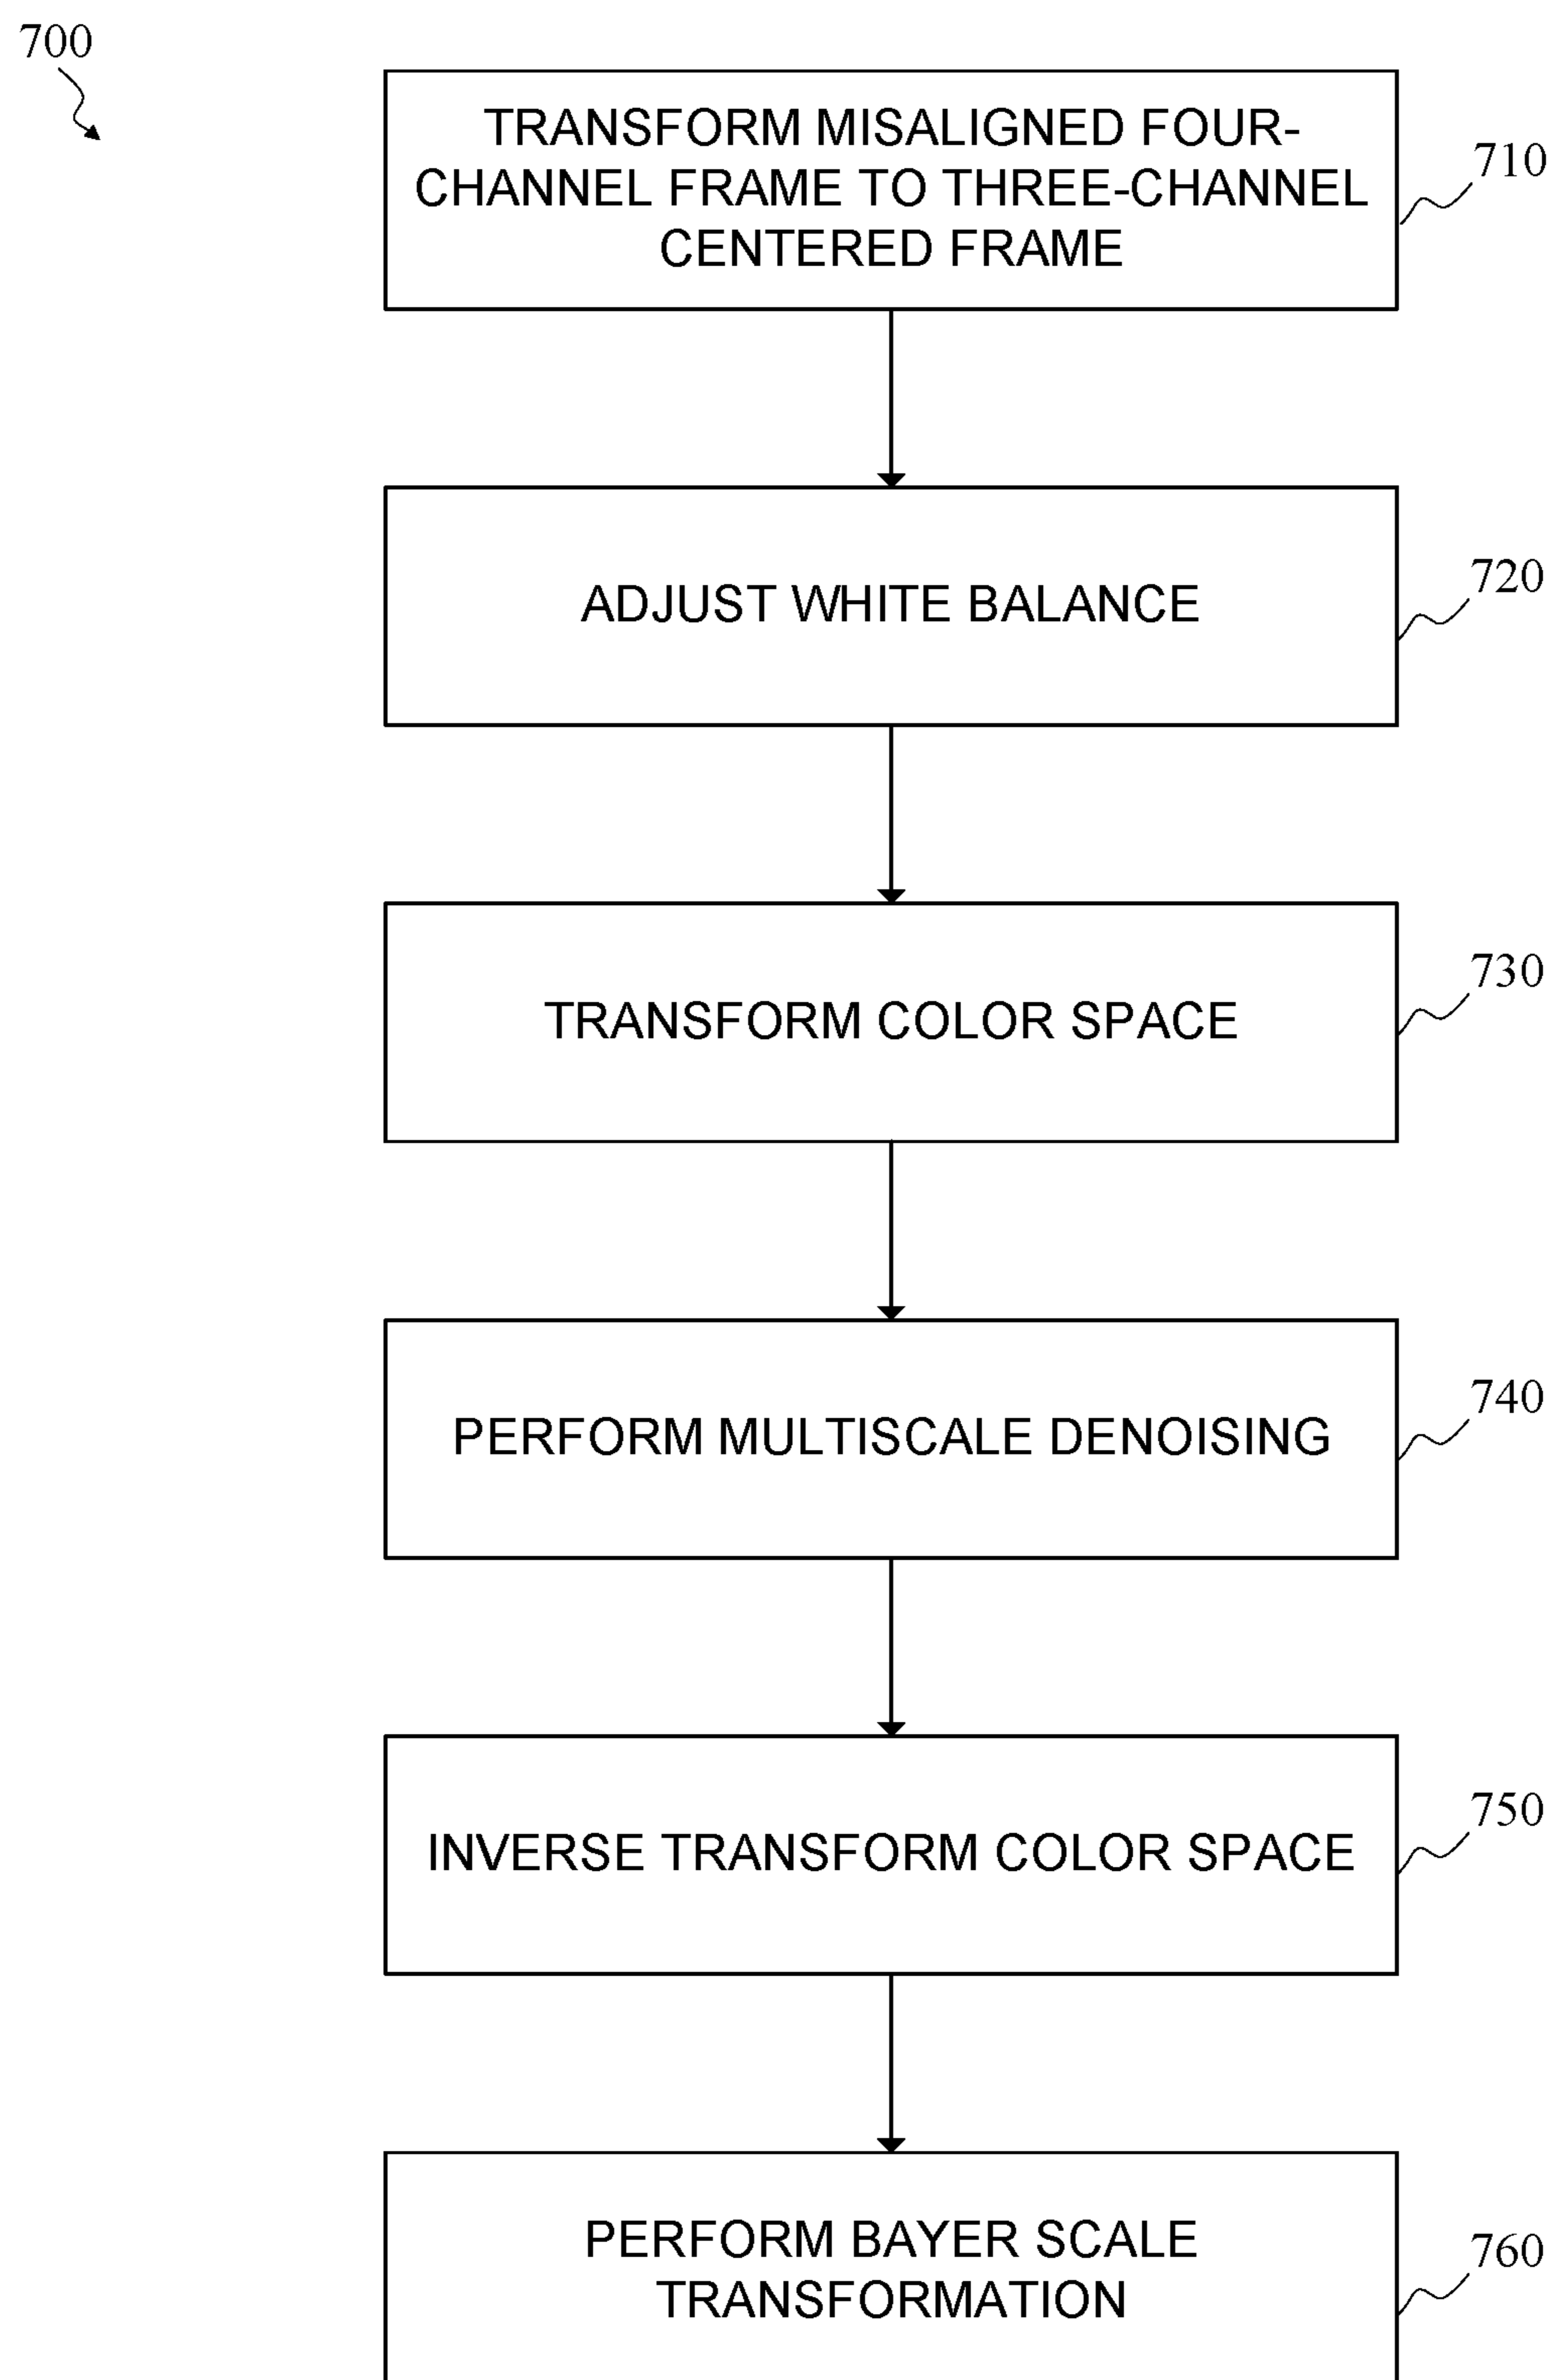 700
TRANSFORM MISALIGNED FOUR-
CHANNEL FRAME TO THREE-CHANNEL
CENTERED FRAME
710
ADJUST WHITE BALANCE
720
TRANSFORM COLOR SPACE
730
PERFORM MULTISCALE DENOISING
740
INVERSE TRANSFORM COLOR SPACE
750
PERFORM BAYER SCALE
TRANSFORMATION
760